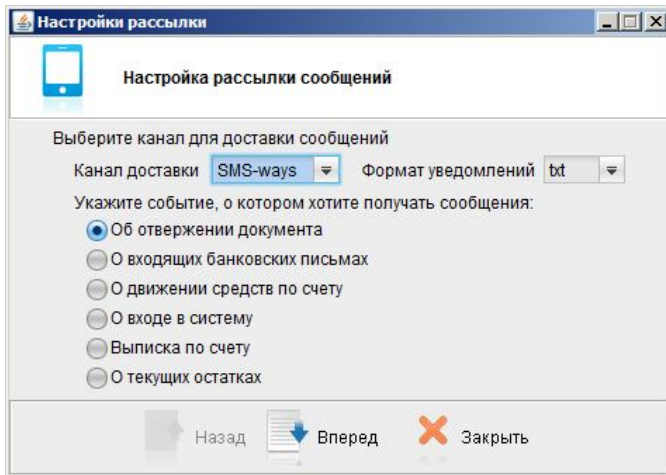 Настройки рассылки
Настройка рассылки сообщений
Выберите канал для доставки сообщений
Канал доставки SMS-ways Формат уведомлений txt
Укажите событие, о котором хотите получать сообщения:
Об отвержении документа
О входящих банковских письмах
О движении средств по счету
О входе в систему
Выписка по счету
О текущих остатках
Назад Вперед Закрыть